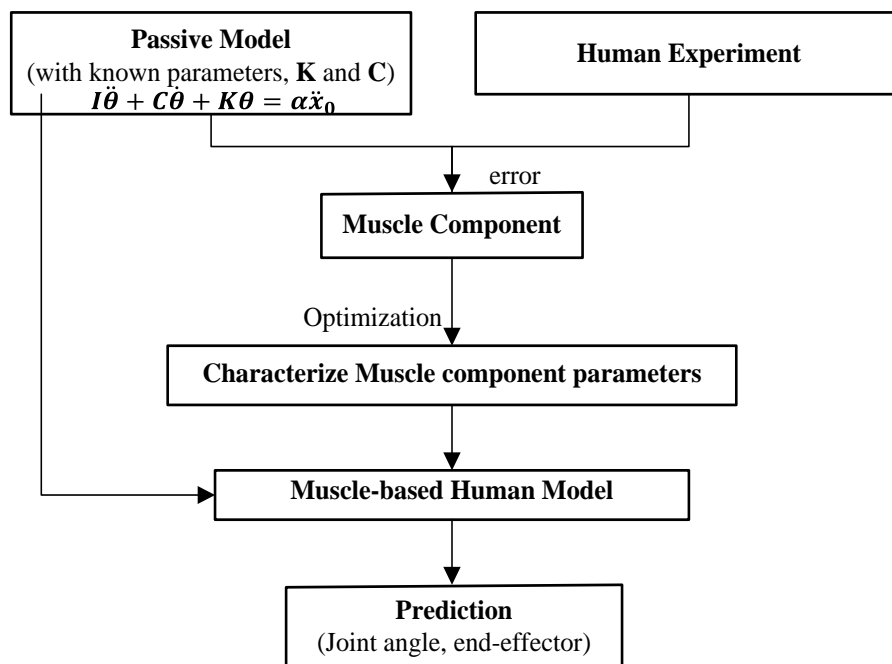 Passive Model
(with known parameters, K and C)
𝑰𝜽̈ + 𝑪𝜽̇ + 𝑲𝜽 = 𝜶𝒙̈₀
Human Experiment
error
Muscle Component
Optimization
Characterize Muscle component parameters
Muscle-based Human Model
Prediction
(Joint angle, end-effector)